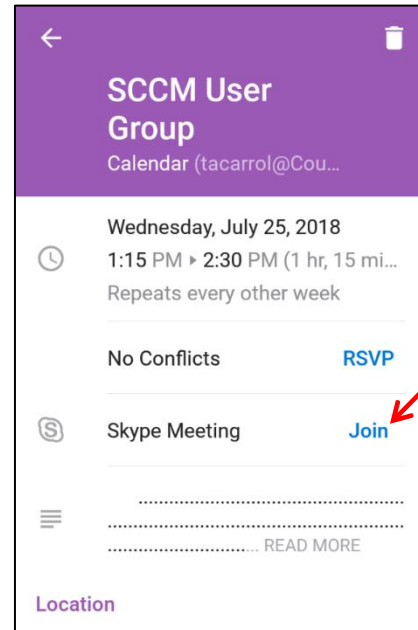 SCCM User
Group
Calendar (tacarrol@Cou...
Wednesday, July 25, 2018
1:15 PM ▸ 2:30 PM (1 hr, 15 mi...
Repeats every other week
No Conflicts RSVP
Skype Meeting Join
..................................................
........................................................
............................... READ MORE
Location